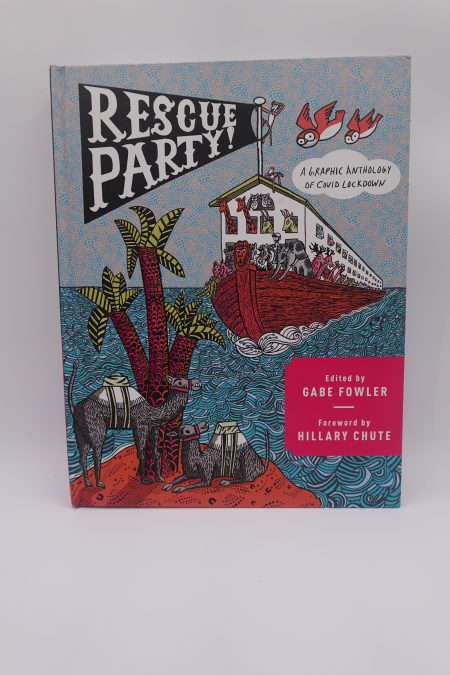 RESCUE
PARTY!
A GRAPHIC ANTHOLOGY
OF COVID LOCKDOWN
Edited by
GABE FOWLER
Foreword by
HILLARY CHUTE